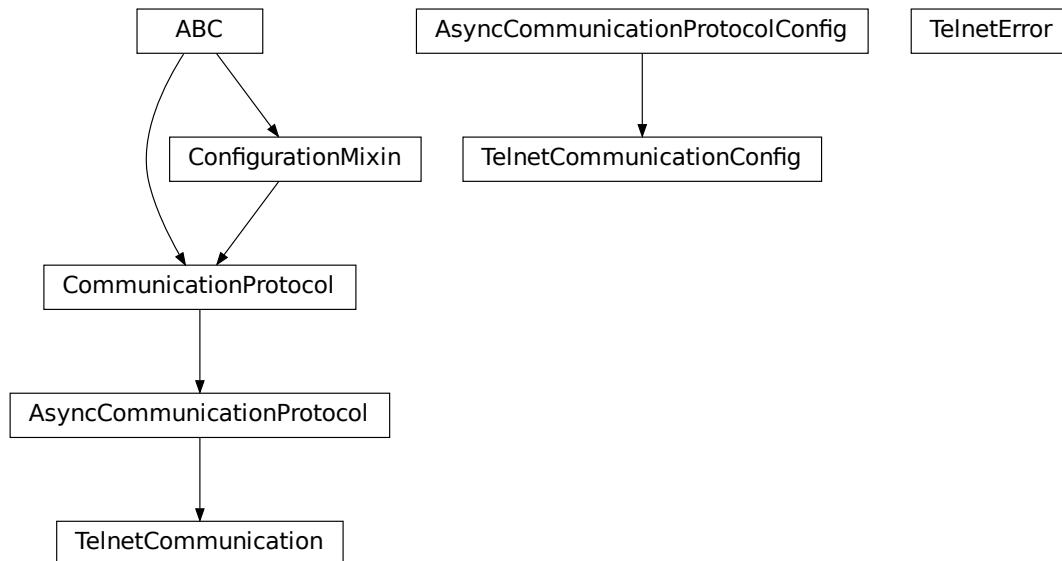 ABC
AsyncCommunicationProtocolConfig
TelnetError
ConfigurationMixin
TelnetCommunicationConfig
CommunicationProtocol
AsyncCommunicationProtocol
TelnetCommunication